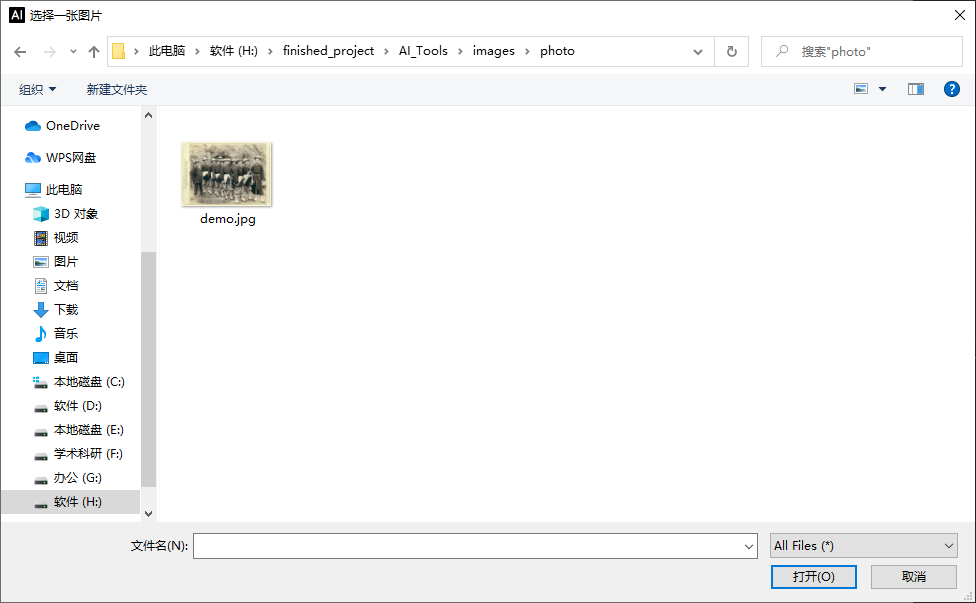 AI 选择一张图片
此电脑 软件 (H:) finished_project AI_Tools images photo
搜索"photo"
组织 新建文件夹
?
OneDrive
WPS网盘
此电脑
3D 对象
视频
图片
文档
下载
音乐
桌面
本地磁盘 (C:)
软件 (D:)
本地磁盘 (E:)
学术科研 (F:)
办公 (G:)
软件 (H:)
demo.jpg
文件名(N):
All Files (*)
打开(O) 取消